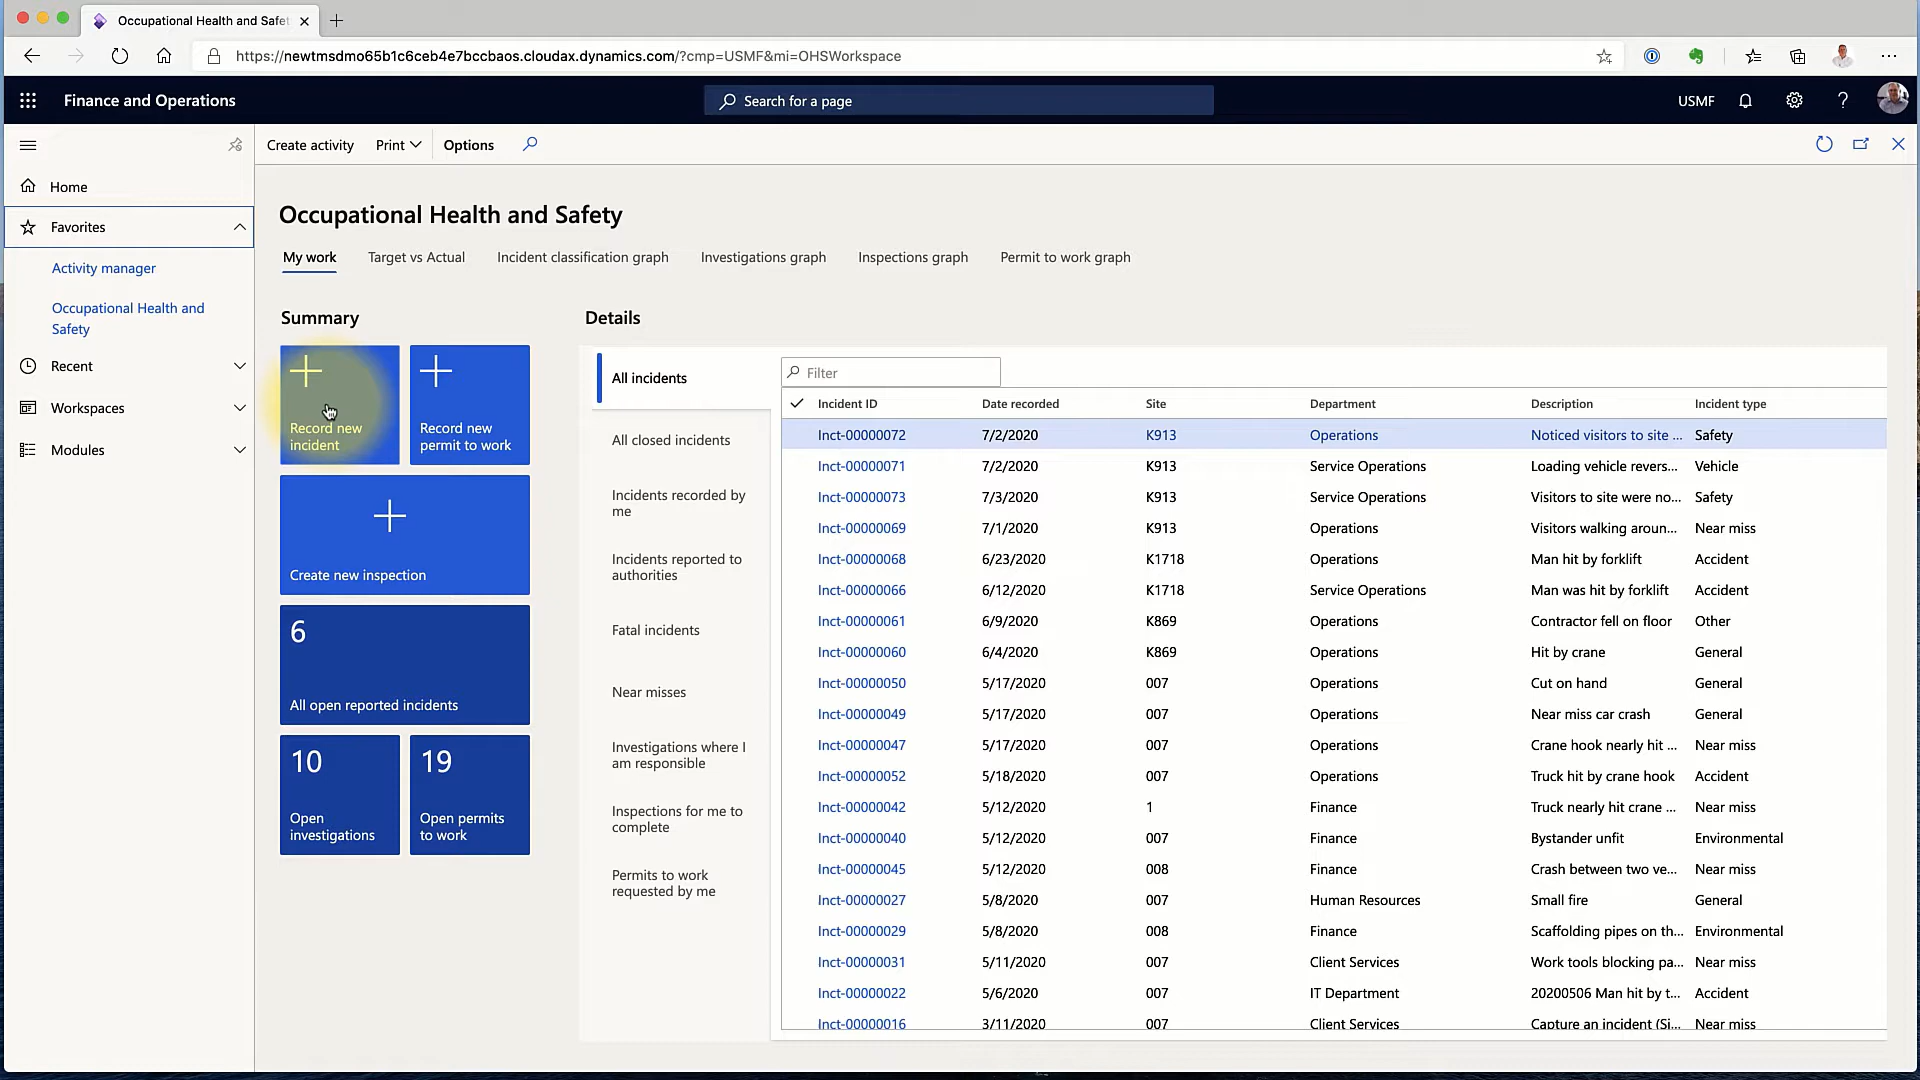 Occupational Health and Safet
https://newtmsdmo65b1c6ceb4e7bccbaos.cloudax.dynamics.com/?cmp=USMF&mi=OHSWorkspace
Finance and Operations
Search for a page
USMF
Create activity
Print
Options
Home
Favorites
Activity manager
Occupational Health and
Safety
Recent
Workspaces
Modules
Occupational Health and Safety
My work Target vs Actual Incident classification graph Investigations graph Inspections graph Permit to work graph
Summary
Record new
incident
Record new
permit to work
Create new inspection
6
All open reported incidents
10
Open
investigations
19
Open permits
to work
Details
All incidents
All closed incidents
Incidents recorded by
me
Incidents reported to
authorities
Fatal incidents
Near misses
Investigations where I
am responsible
Inspections for me to
complete
Permits to work
requested by me
Filter
Incident ID Date recorded Site Department Description Incident type
Inct-00000072 7/2/2020 K913 Operations Noticed visitors to site ... Safety
Inct-00000071 7/2/2020 K913 Service Operations Loading vehicle revers... Vehicle
Inct-00000073 7/3/2020 K913 Service Operations Visitors to site were no... Safety
Inct-00000069 7/1/2020 K913 Operations Visitors walking aroun... Near miss
Inct-00000068 6/23/2020 K1718 Operations Man hit by forklift Accident
Inct-00000066 6/12/2020 K1718 Service Operations Man was hit by forklift Accident
Inct-00000061 6/9/2020 K869 Operations Contractor fell on floor Other
Inct-00000060 6/4/2020 K869 Operations Hit by crane General
Inct-00000050 5/17/2020 007 Operations Cut on hand General
Inct-00000049 5/17/2020 007 Operations Near miss car crash General
Inct-00000047 5/17/2020 007 Operations Crane hook nearly hit ... Near miss
Inct-00000052 5/18/2020 007 Operations Truck hit by crane hook Accident
Inct-00000042 5/12/2020 1 Finance Truck nearly hit crane ... Near miss
Inct-00000040 5/12/2020 007 Finance Bystander unfit Environmental
Inct-00000045 5/12/2020 008 Finance Crash between two ve... Near miss
Inct-00000027 5/8/2020 007 Human Resources Small fire General
Inct-00000029 5/8/2020 008 Finance Scaffolding pipes on th... Environmental
Inct-00000031 5/11/2020 007 Client Services Work tools blocking pa... Near miss
Inct-00000022 5/6/2020 007 IT Department 20200506 Man hit by t... Accident
Inct-00000016 3/11/2020 007 Client Services Capture an incident (Si... Near miss